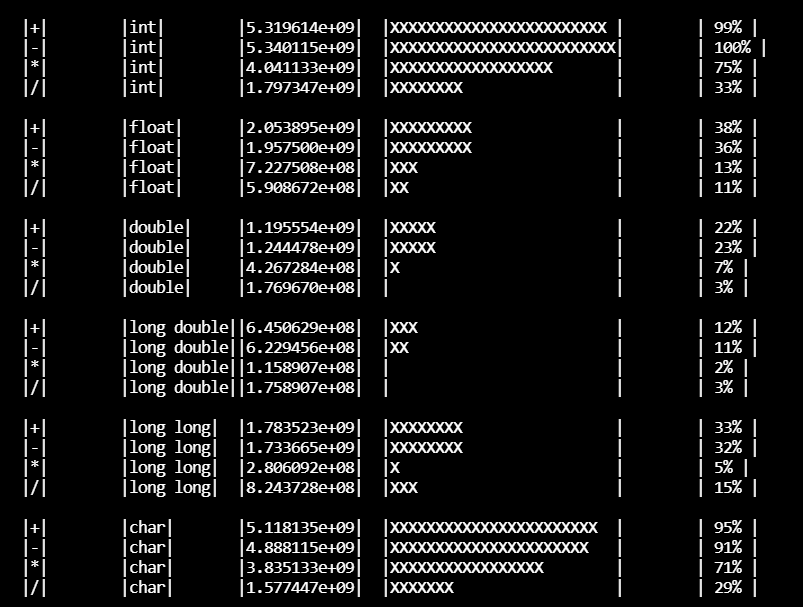 |+| |int| |5.319614e+09| |XXXXXXXXXXXXXXXXXXXXXXXX | | 99% |
|-| |int| |5.340115e+09| |XXXXXXXXXXXXXXXXXXXXXXXXX| | 100% |
|*| |int| |4.041133e+09| |XXXXXXXXXXXXXXXXXX | | 75% |
|/| |int| |1.797347e+09| |XXXXXXXX | | 33% |
|+| |float| |2.053895e+09| |XXXXXXXXX | | 38% |
|-| |float| |1.957500e+09| |XXXXXXXXX | | 36% |
|*| |float| |7.227508e+08| |XXX | | 13% |
|/| |float| |5.908672e+08| |XX | | 11% |
|+| |double| |1.195554e+09| |XXXXX | | 22% |
|-| |double| |1.244478e+09| |XXXXX | | 23% |
|*| |double| |4.267284e+08| |X | | 7% |
|/| |double| |1.769670e+08| | | | 3% |
|+| |long double||6.450629e+08| |XXX | | 12% |
|-| |long double||6.229456e+08| |XX | | 11% |
|*| |long double||1.158907e+08| | | | 2% |
|/| |long double||1.758907e+08| | | | 3% |
|+| |long long| |1.783523e+09| |XXXXXXXX | | 33% |
|-| |long long| |1.733665e+09| |XXXXXXXX | | 32% |
|*| |long long| |2.806092e+08| |X | | 5% |
|/| |long long| |8.243728e+08| |XXX | | 15% |
|+| |char| |5.118135e+09| |XXXXXXXXXXXXXXXXXXXXXXX | | 95% |
|-| |char| |4.888115e+09| |XXXXXXXXXXXXXXXXXXXXXX | | 91% |
|*| |char| |3.835133e+09| |XXXXXXXXXXXXXXXXX | | 71% |
|/| |char| |1.577447e+09| |XXXXXXX | | 29% |